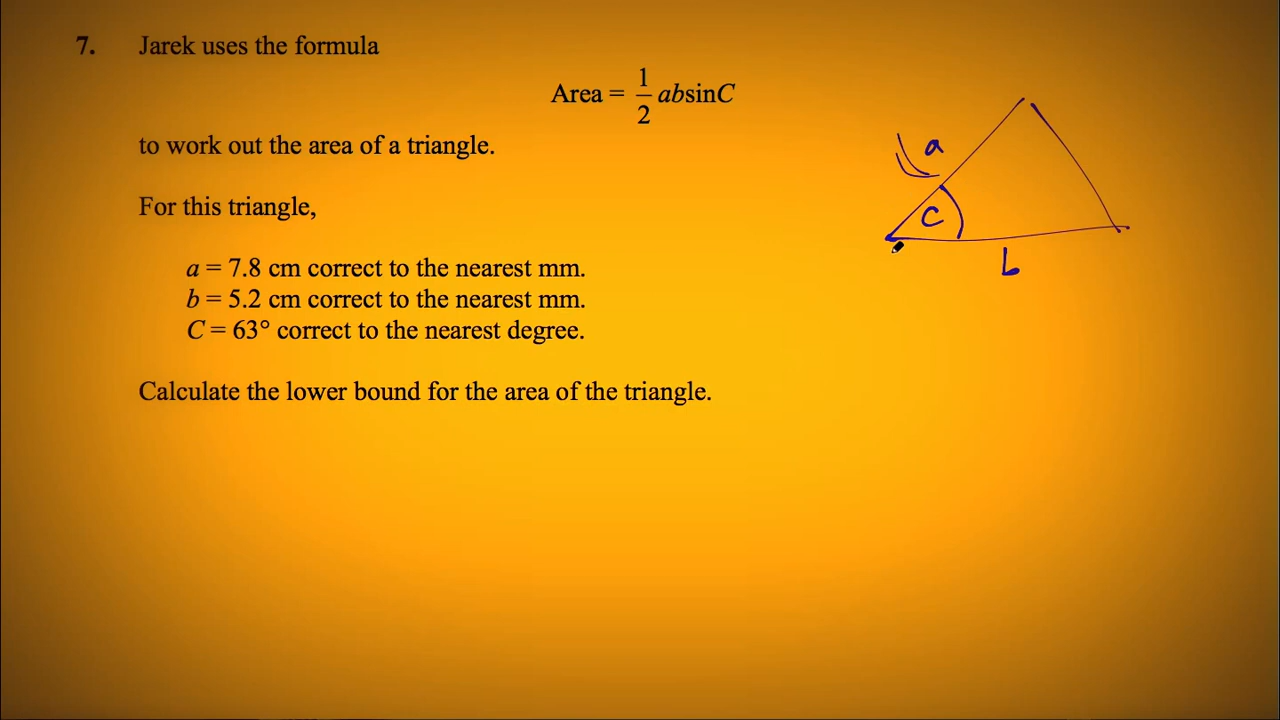 7. Jarek uses the formula
Area = \frac{1}{2} absinC
to work out the area of a triangle.
For this triangle,
a = 7.8 cm correct to the nearest mm.
b = 5.2 cm correct to the nearest mm.
C = 63° correct to the nearest degree.
Calculate the lower bound for the area of the triangle.
a
C
b